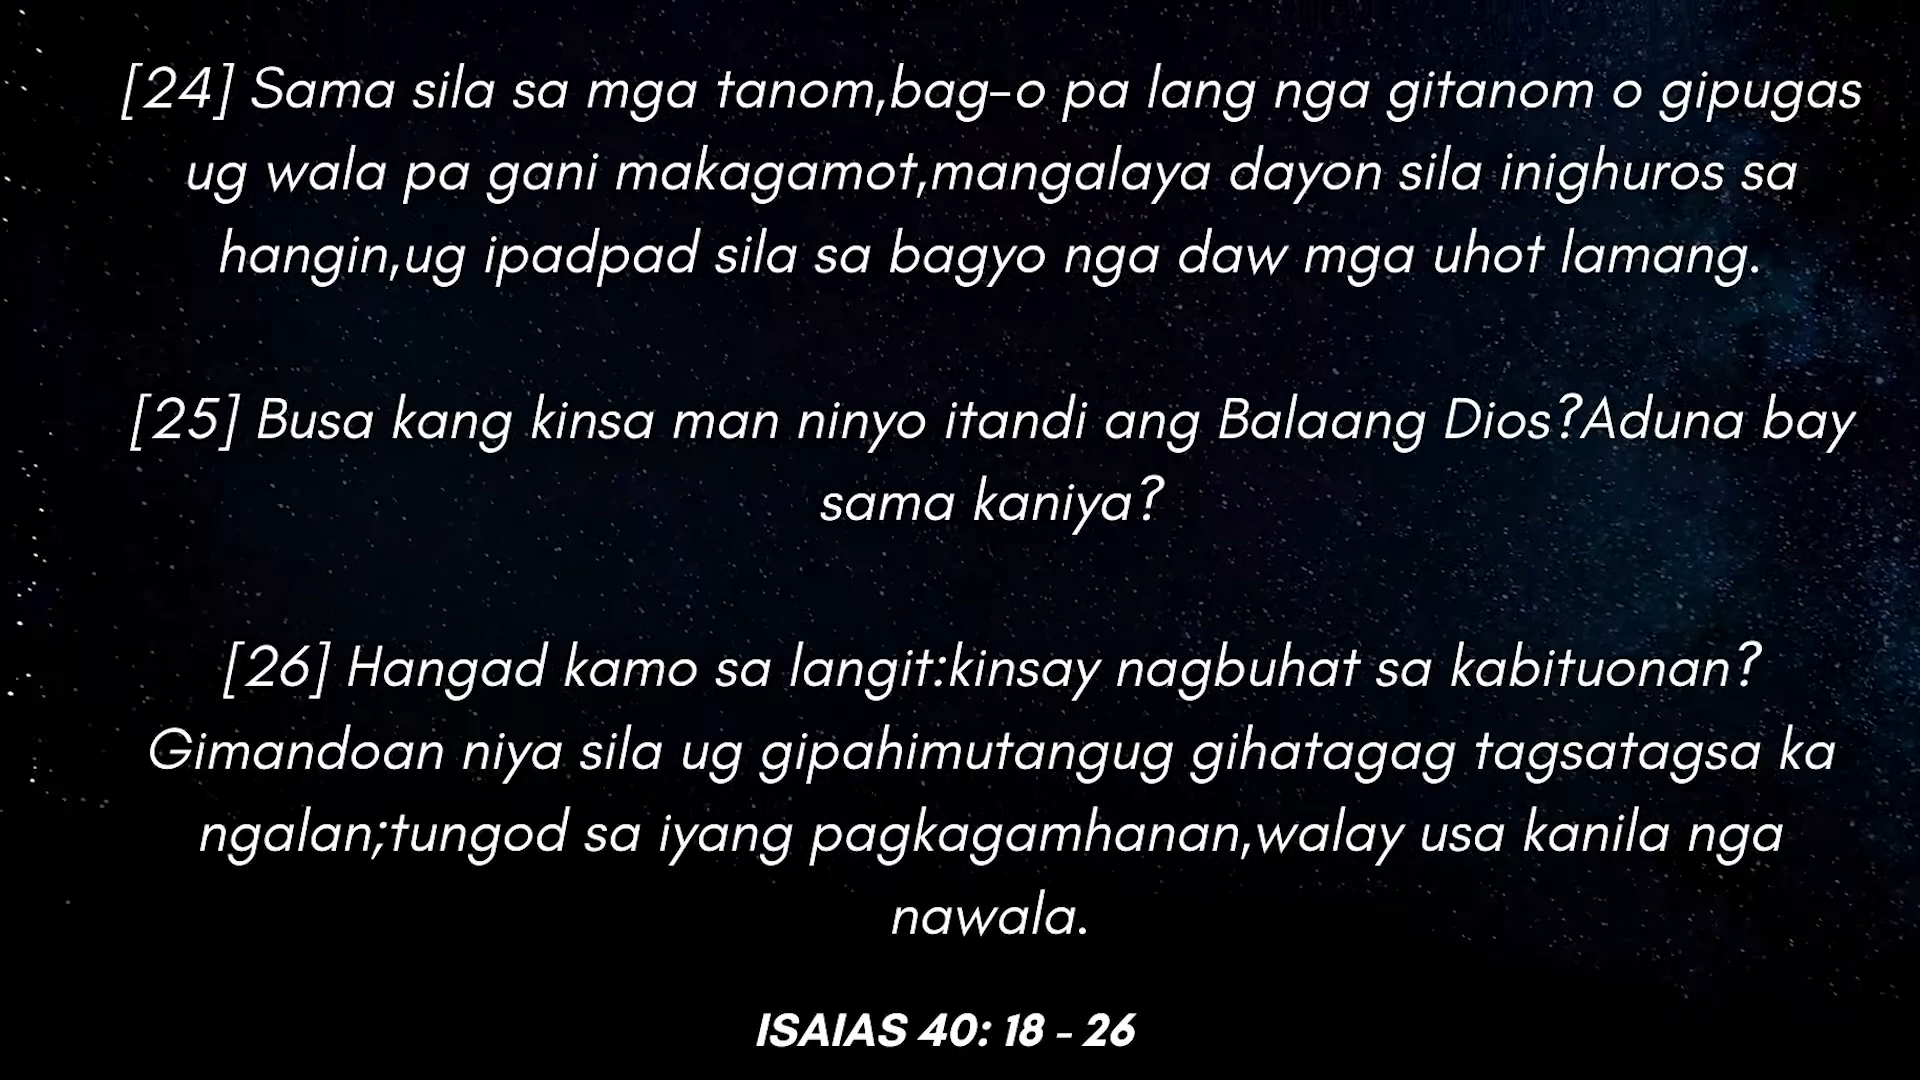 [24] Sama sila sa mga tanom,bag-o pa lang nga gitanom o gipugas
ug wala pa gani makagamot,mangalaya dayon sila inighuros sa
hangin,ug ipadpad sila sa bagyo nga daw mga uhot lamang.
[25] Busa kang kinsa man ninyo itandi ang Balaang Dios?Aduna bay
sama kaniya?
[26] Hangad kamo sa langit:kinsay nagbuhat sa kabituonan?
Gimandoan niya sila ug gipahimutangug gihatagag tagsatagsa ka
ngalan;tungod sa iyang pagkagamhanan,walay usa kanila nga
nawala.
ISAIAS 40: 18 - 26